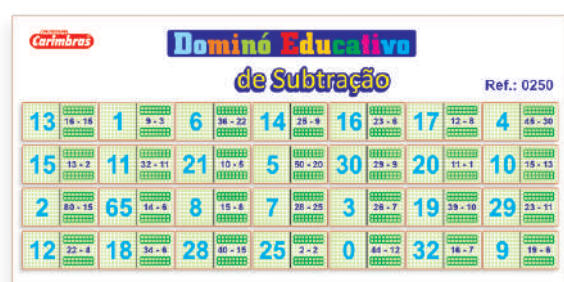 Carimbras
Dominó Educativo
de Subtração
Ref.: 0250
13 16 - 15 1 9 - 3 6 36 - 22 14 25 - 9 16 23 - 6 17 12 - 8 4 45 - 30
15 13 - 2 11 32 - 11 21 10 - 5 5 50 - 20 30 29 - 9 20 11 - 1 10 15 - 13
2 80 - 15 65 14 - 6 8 15 - 8 7 28 - 25 3 26 - 7 19 39 - 10 29 23 - 11
12 22 - 4 18 34 - 6 28 40 - 15 25 2 - 2 0 44 - 12 32 16 - 7 9 19 - 6